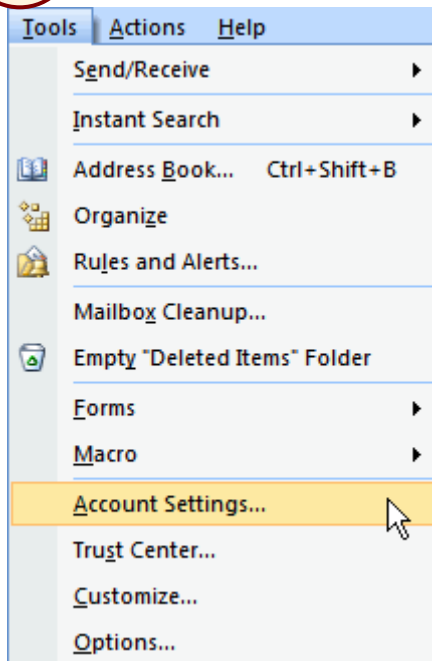 Tools Actions Help
Send/Receive
Instant Search
Address Book... Ctrl+Shift+B
Organize
Rules and Alerts...
Mailbox Cleanup...
Empty "Deleted Items" Folder
Forms
Macro
Account Settings...
Trust Center...
Customize...
Options...